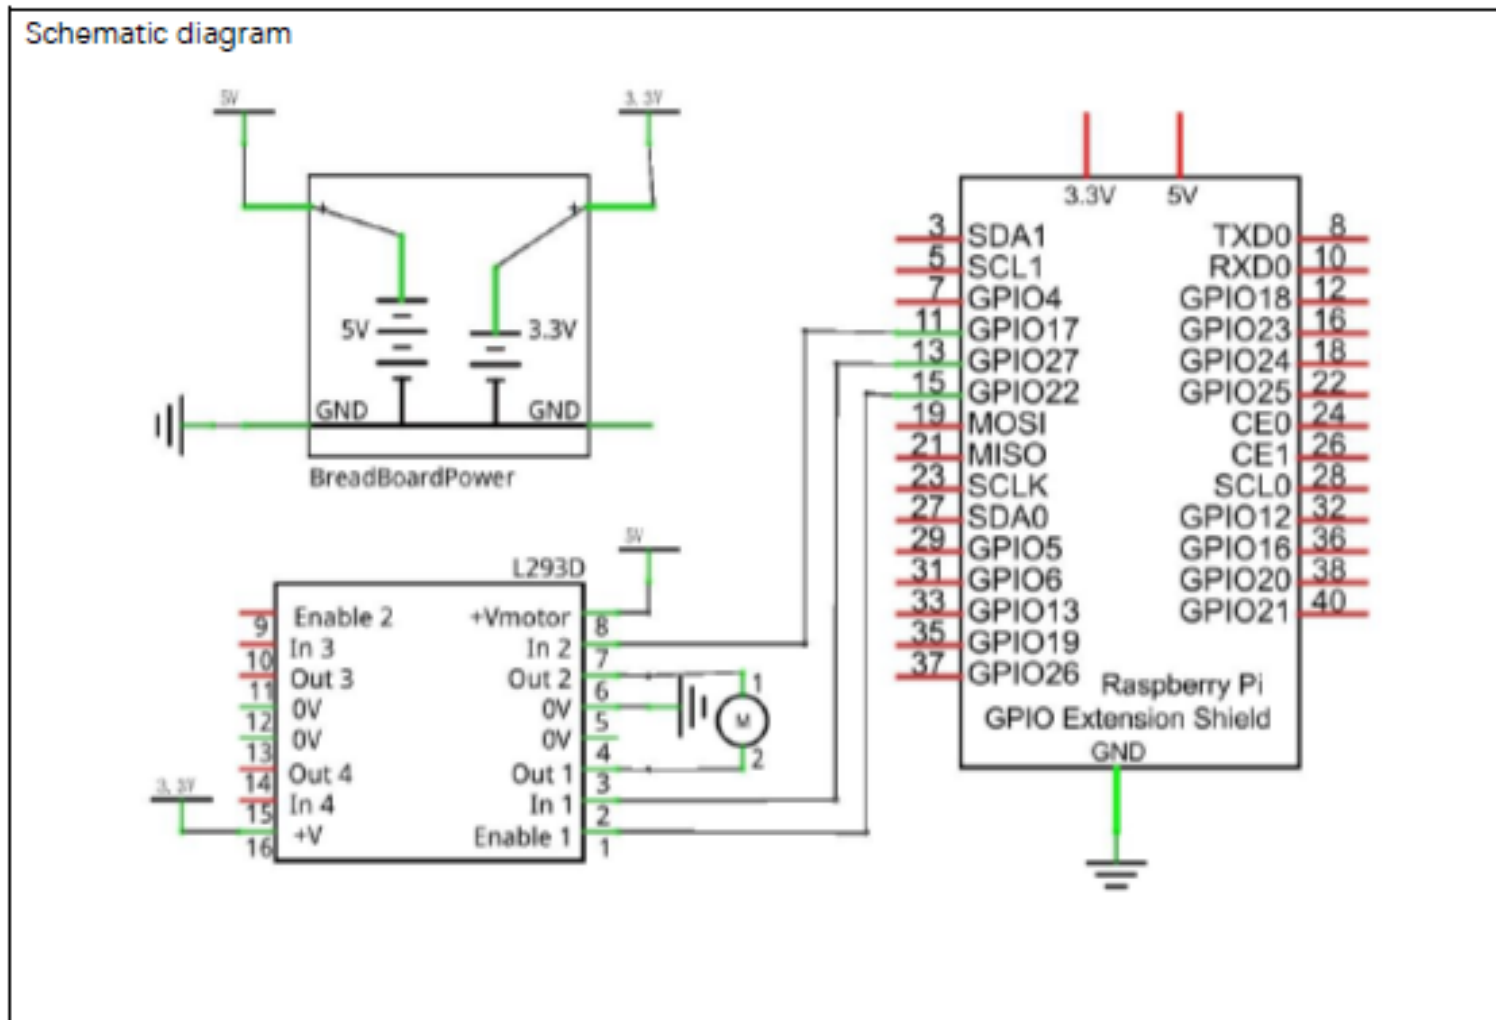 Schematic diagram
5V
3.3V
+
+
5V
3.3V
GND
GND
BreadBoardPower
3.3V
5V
3 SDA1
TXD0 8
5 SCL1
RXD0 10
7 GPIO4
GPIO18 12
11 GPIO17
GPIO23 16
13 GPIO27
GPIO24 18
15 GPIO22
GPIO25 22
19 MOSI
CE0 24
21 MISO
CE1 26
23 SCLK
SCL0 28
27 SDA0
GPIO12 32
29 GPIO5
GPIO16 36
31 GPIO6
GPIO20 38
33 GPIO13
GPIO21 40
35 GPIO19
37 GPIO26
Raspberry Pi
GPIO Extension Shield
GND
5V
L293D
Enable 2
+Vmotor
9
8
In 3
In 2
10
7
Out 3
Out 2
11
6
0V
0V
12
5
0V
0V
13
4
Out 4
Out 1
14
3
In 4
In 1
15
2
+V
Enable 1
16
1
1
M
2
3.3V